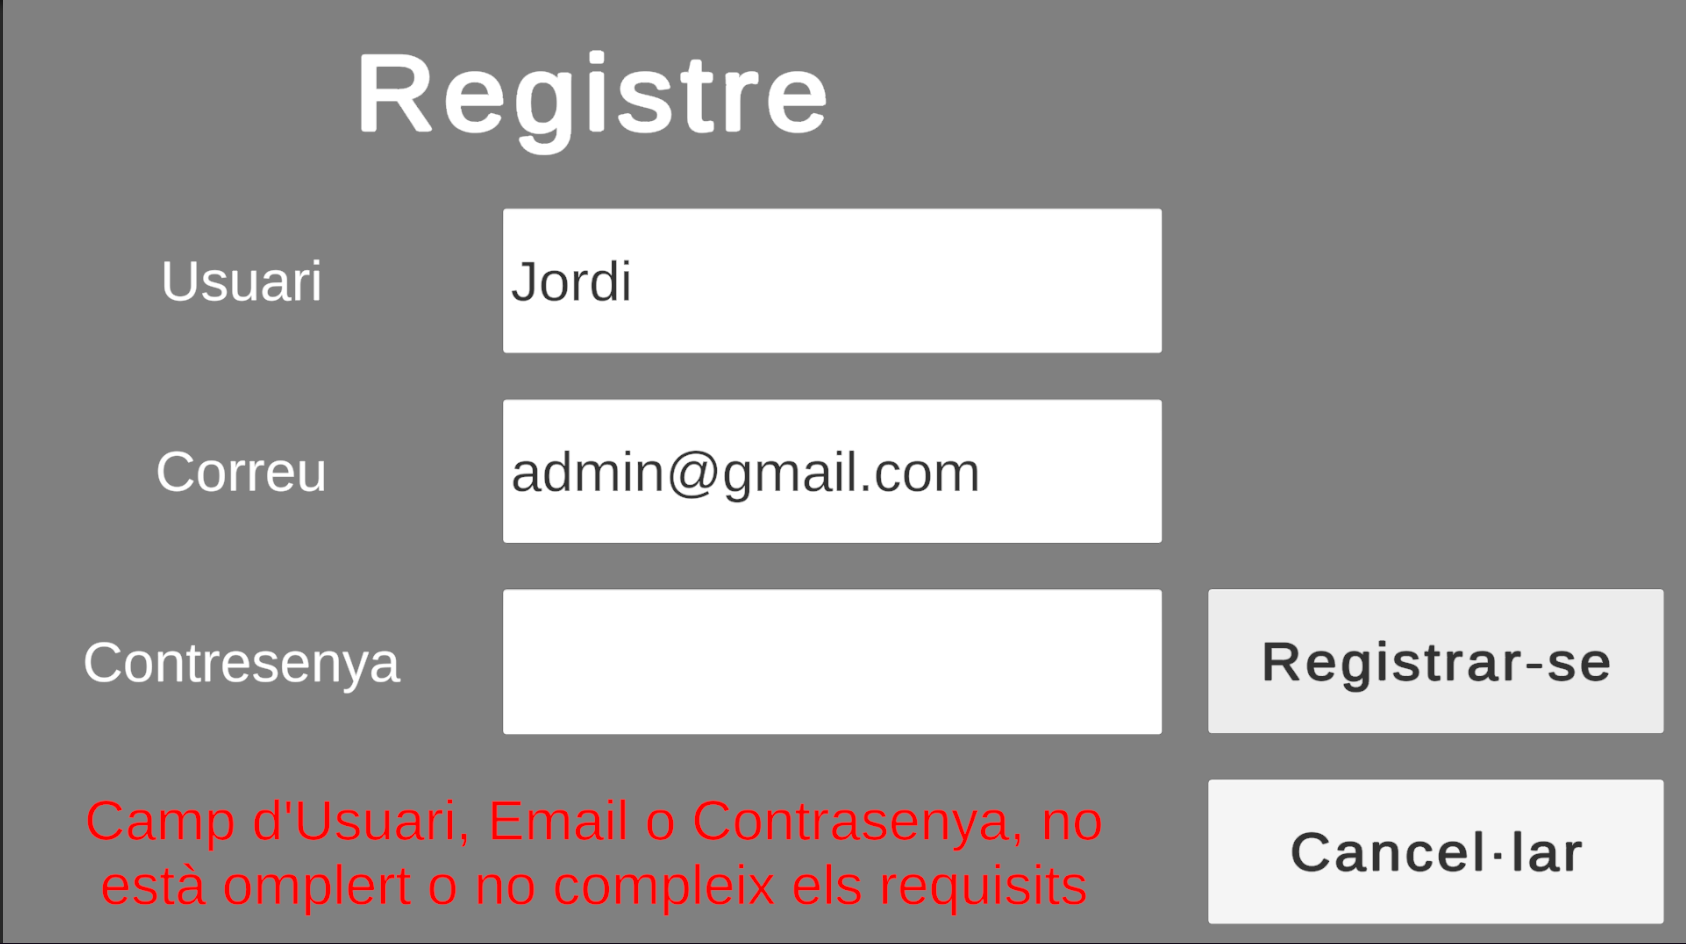 Registre
Usuari
Jordi
Correu
admin@gmail.com
Contresenya
Registrar-se
Camp d'Usuari, Email o Contrasenya, no
està omplert o no compleix els requisits
Cancel·lar